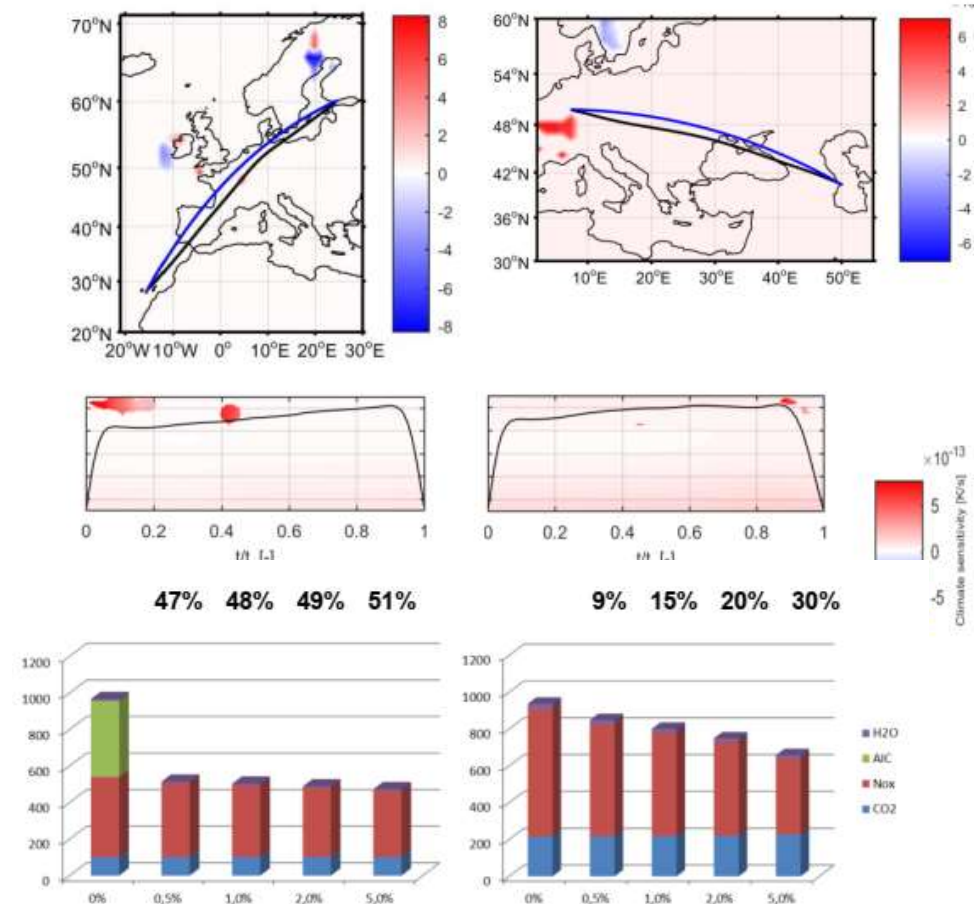 70°N
60°N
50°N
40°N
30°N
20°N
20°W 10°W 0° 10°E 20°E 30°E
8
6
4
2
0
-2
-4
-6
-8
60°N
54°N
48°N
42°N
36°N
30°N
10°E 20°E 30°E 40°E 50°E
6
4
2
0
-2
-4
-6
0 0.2 0.4 0.6 0.8 1
0 0.2 0.4 0.6 0.8 1
×10-13
5
0
-5
Climate sensitivity [K/s]
47% 48% 49% 51%
9% 15% 20% 30%
1200
1000
800
600
400
200
0
0% 0,5% 1,0% 2,0% 5,0%
1200
1000
800
600
400
200
0
0% 0,5% 1,0% 2,0% 5,0%
H2O
AIC
Nox
CO2